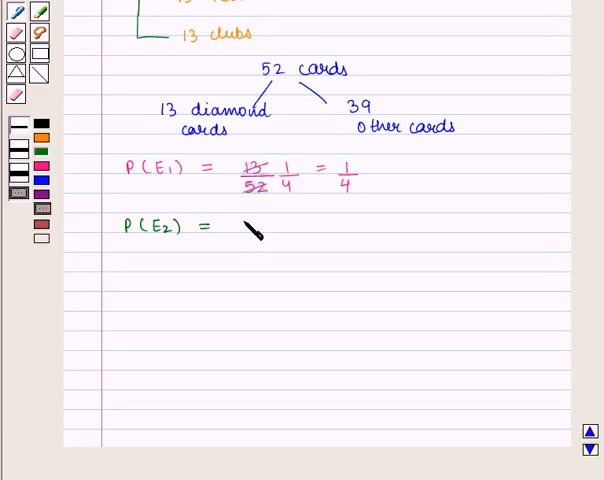 13 clubs
52 cards
13 diamond cards
39 other cards
P(E1) = 13/52 1/4 = 1/4
P(E2) =